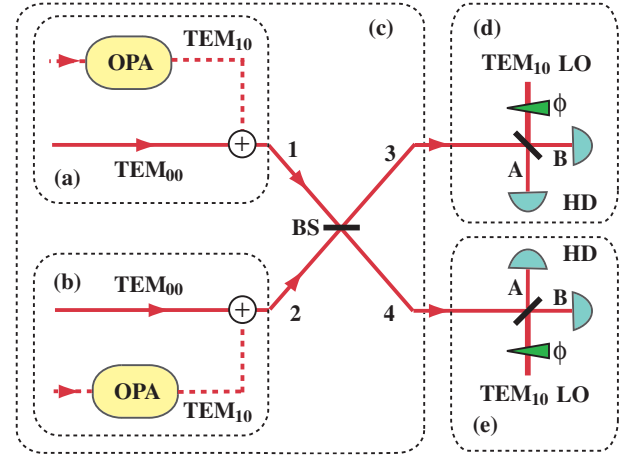 (c)
(d)
TEM10
OPA
TEM10 LO
ϕ
+
1
3
A
B
(a)
TEM00
HD
BS
(b)
TEM00
HD
A
B
+
2
4
ϕ
OPA
TEM10
TEM10 LO
(e)